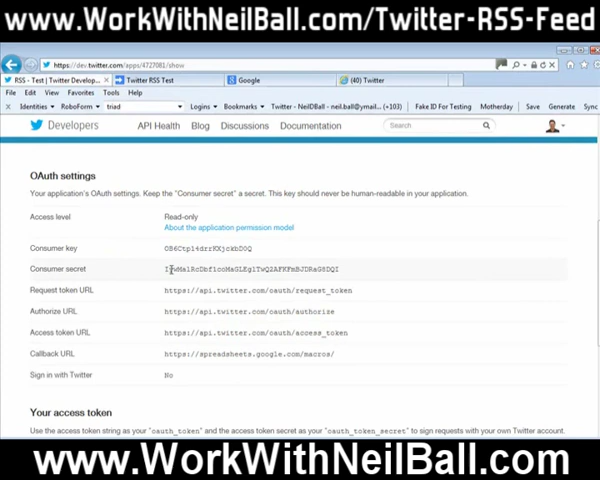 www.WorkWithNeilBall.com/Twitter-RSS-Feed
https://dev.twitter.com/apps/4727081/show
RSS - Test | Twitter Develop... Twitter RSS Test Google (40) Twitter
File Edit View Favorites Tools Help
Identities RoboForm triad Logins Bookmarks Twitter - NeilDBall - neil.ball@ymail... (+103) Fake ID For Testing Motherday Save Generate Sync
Developers API Health Blog Discussions Documentation Search
OAuth settings
Your application's OAuth settings. Keep the "Consumer secret" a secret. This key should never be human-readable in your application.
Access level Read-only
About the application permission model
Consumer key
Consumer secret
Request token URL https://api.twitter.com/oauth/request_token
Authorize URL https://api.twitter.com/oauth/authorize
Access token URL https://api.twitter.com/oauth/access_token
Callback URL https://spreadsheets.google.com/macros/
Sign in with Twitter No
Your access token
Use the access token string as your "oauth_token" and the access token secret as your "oauth_token_secret" to sign requests with your own Twitter account.
www.WorkWithNeilBall.com